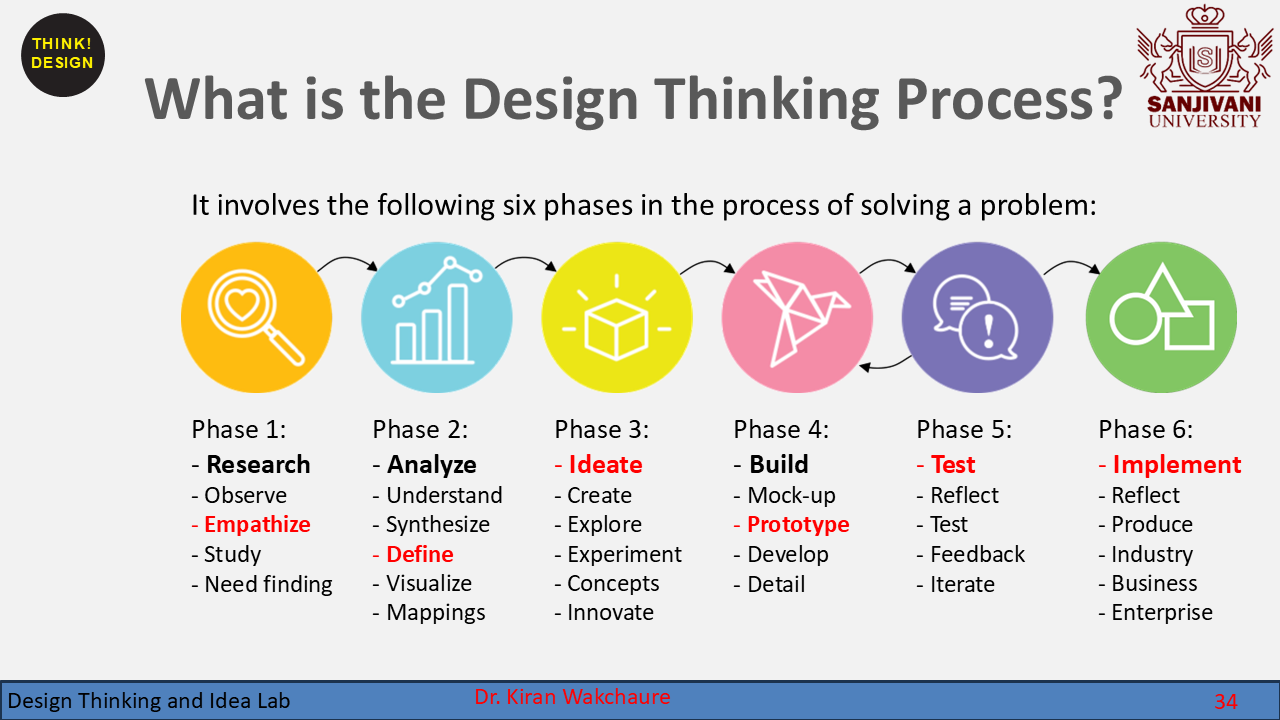 THINK!
DESIGN
What is the Design Thinking Process?
SANJIVANI
UNIVERSITY
It involves the following six phases in the process of solving a problem:
Phase 1:
- Research
- Observe
- Empathize
- Study
- Need finding
Phase 2:
- Analyze
- Understand
- Synthesize
- Define
- Visualize
- Mappings
Phase 3:
- Ideate
- Create
- Explore
- Experiment
- Concepts
- Innovate
Phase 4:
- Build
- Mock-up
- Prototype
- Develop
- Detail
Phase 5:
- Test
- Reflect
- Test
- Feedback
- Iterate
Phase 6:
- Implement
- Reflect
- Produce
- Industry
- Business
- Enterprise
Design Thinking and Idea Lab
Dr. Kiran Wakchaure
34